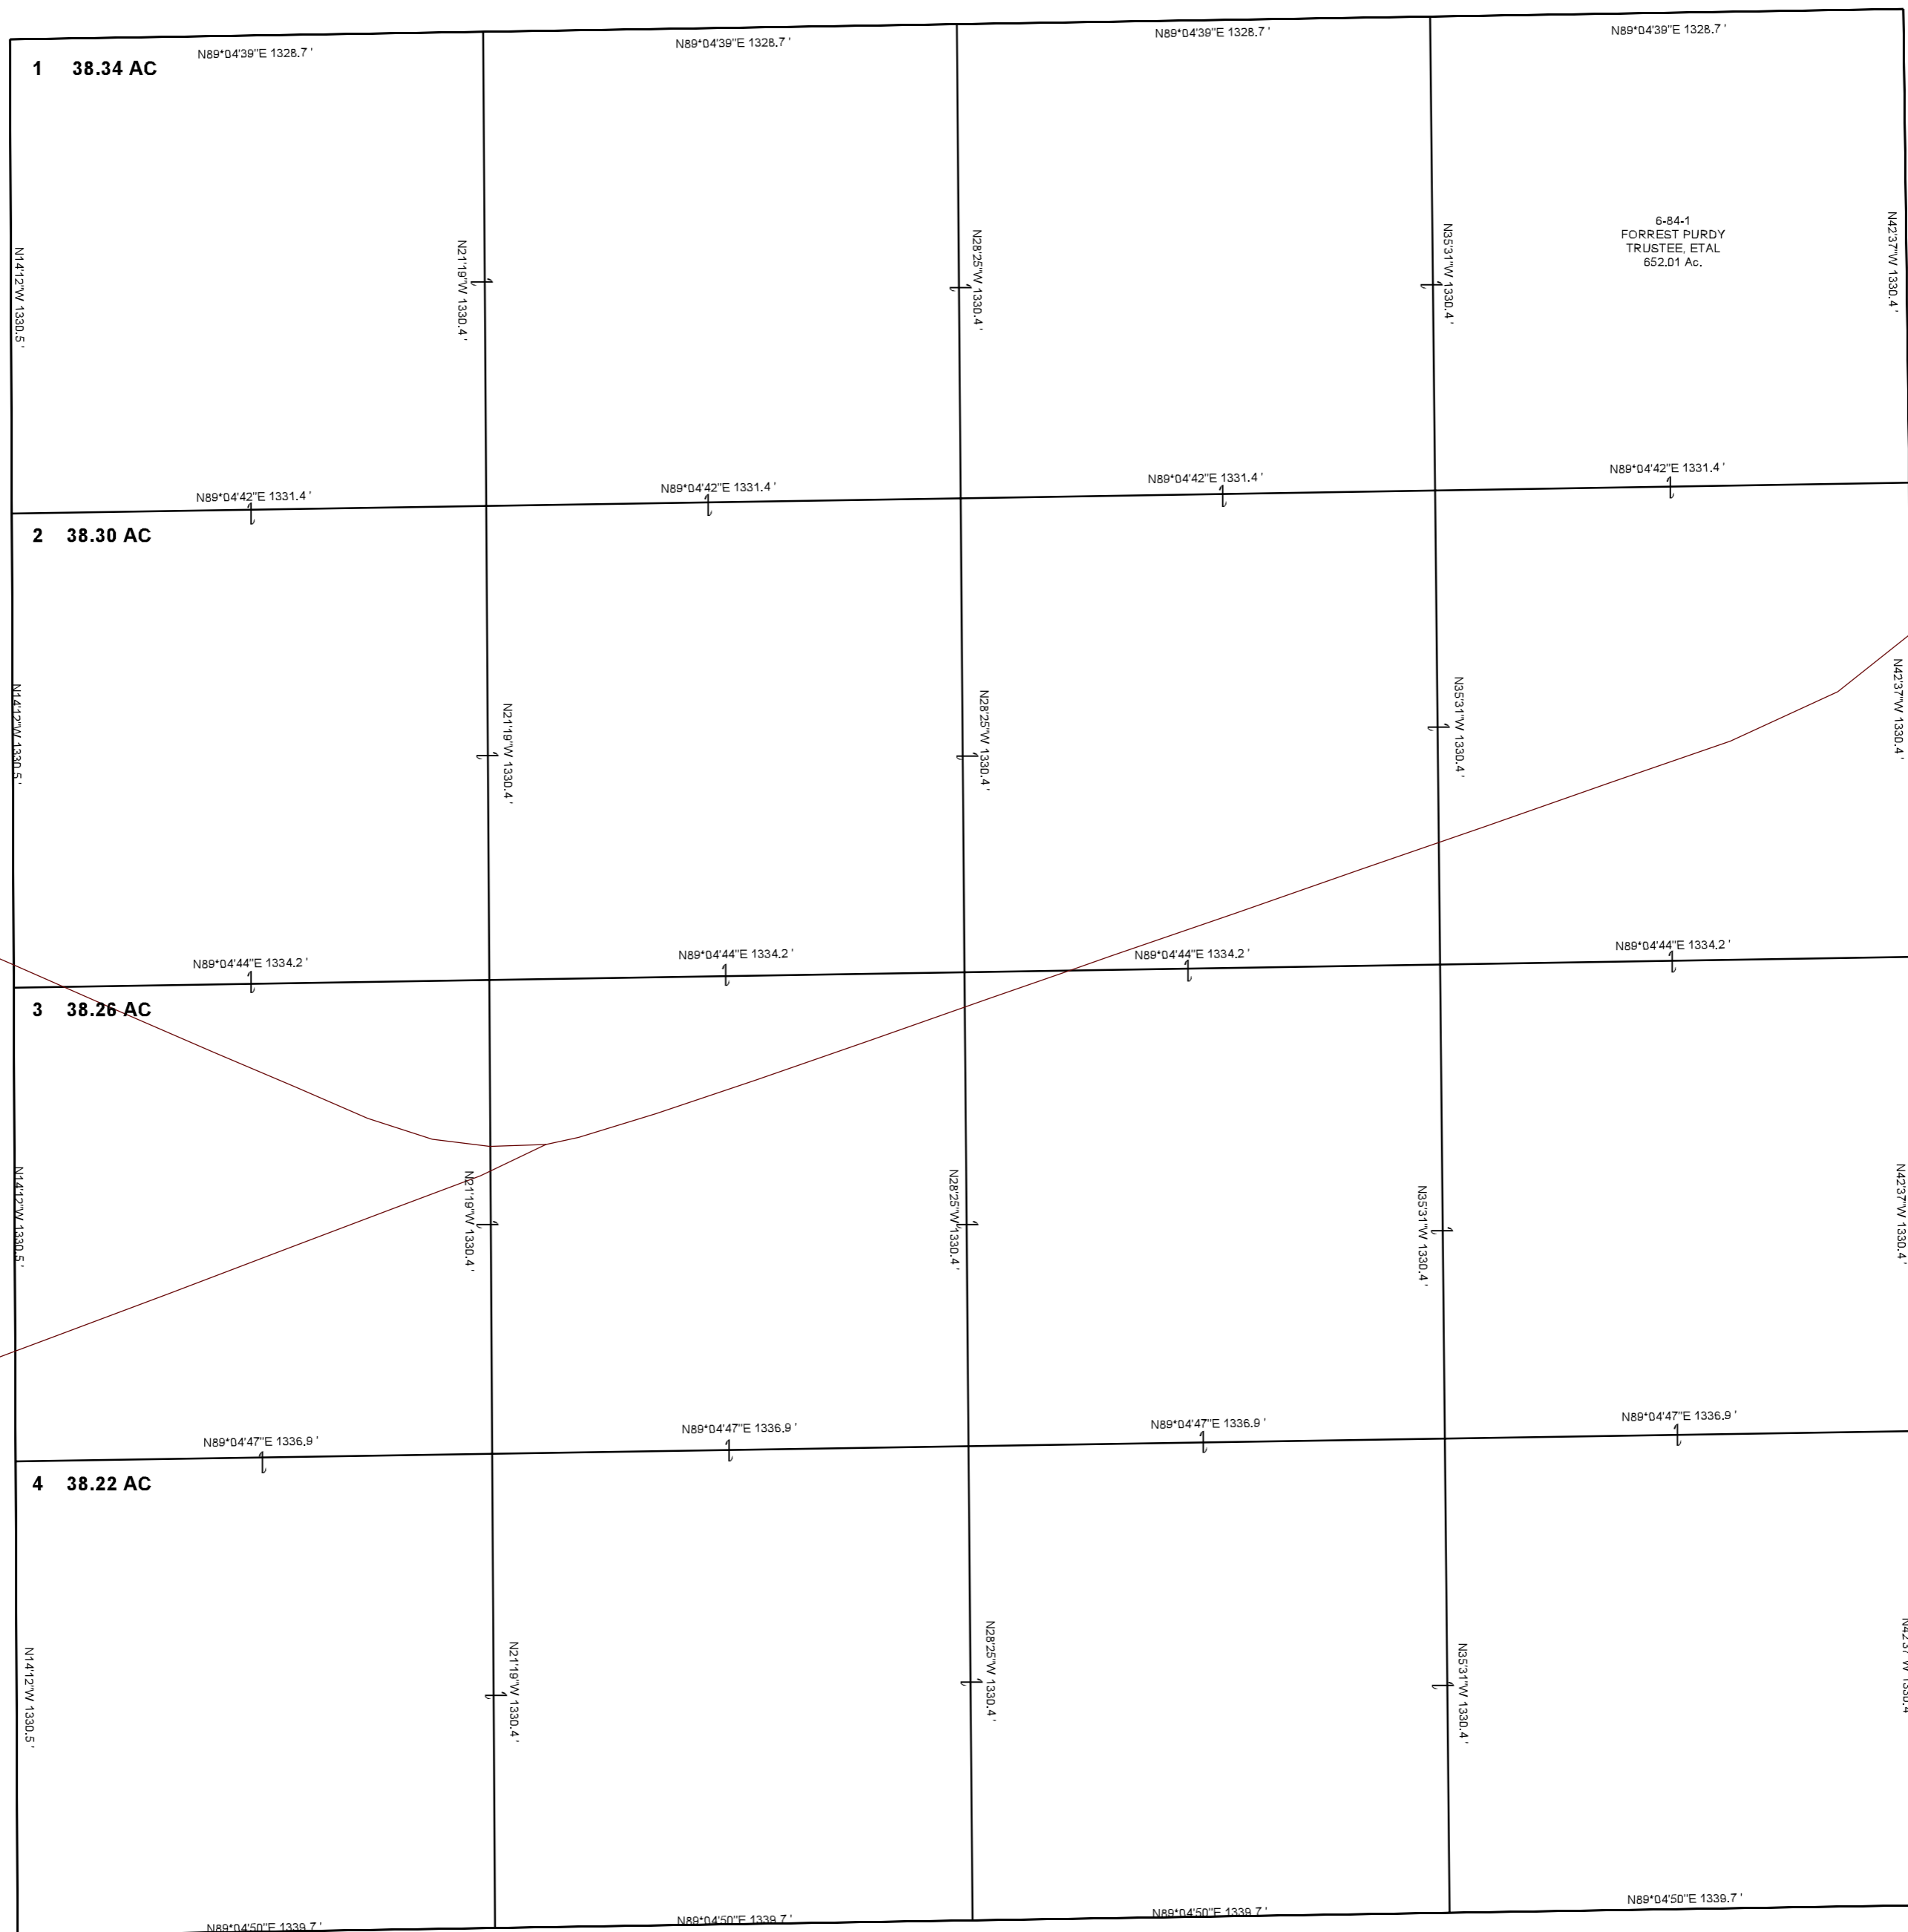 N89*04'39"E 1328.7 '
N89*04'39"E 1328.7 '
N89*04'39"E 1328.7 '
N89*04'39"E 1328.7 '
1 38.34 AC
N14'12"W 1330.5 '
N21'19"W 1330.4 '
N28'25"W 1330.4 '
N35'31"W 1330.4 '
6-84-1
FORREST PURDY
TRUSTEE, ETAL
652.01 Ac.
N42'37"W 1330.4 '
N89*04'42"E 1331.4 '
N89*04'42"E 1331.4 '
N89*04'42"E 1331.4 '
N89*04'42"E 1331.4 '
2 38.30 AC
N14'12"W 1330.5 '
N21'19"W 1330.4 '
N28'25"W 1330.4 '
N35'31"W 1330.4 '
N42'37"W 1330.4 '
N89*04'44"E 1334.2 '
N89*04'44"E 1334.2 '
N89*04'44"E 1334.2 '
N89*04'44"E 1334.2 '
3 38.26 AC
N14'12"W 1330.5 '
N21'19"W 1330.4 '
N28'25"W 1330.4 '
N35'31"W 1330.4 '
N42'37"W 1330.4 '
N89*04'47"E 1336.9 '
N89*04'47"E 1336.9 '
N89*04'47"E 1336.9 '
N89*04'47"E 1336.9 '
4 38.22 AC
N14'12"W 1330.5 '
N21'19"W 1330.4 '
N28'25"W 1330.4 '
N35'31"W 1330.4 '
N42'37"W 1330.4
N89*04'50"E 1339.7 '
N89*04'50"E 1339.7 '
N89*04'50"E 1339.7 '
N89*04'50"E 1339.7 '